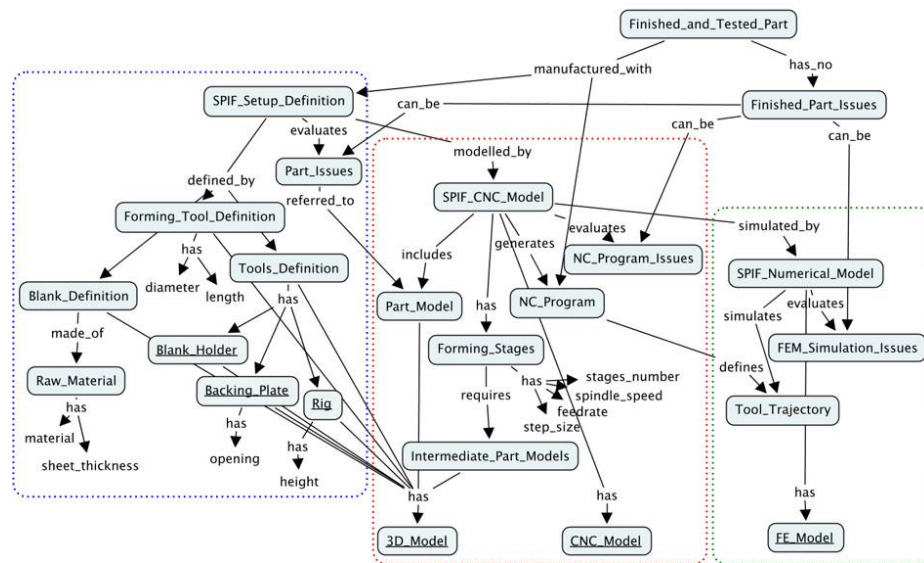 Finished_and_Tested_Part
manufactured_with
has_no
SPIF_Setup_Definition
can_be
Finished_Part_Issues
evaluates
can_be
can_be
modelled_by
Part_Issues
defined_by
referred_to
SPIF_CNC_Model
Forming_Tool_Definition
simulated_by
has
includes
generates
evaluates
Tools_Definition
NC_Program_Issues
SPIF_Numerical_Model
diameter
length
Blank_Definition
has
has
Part_Model
NC_Program
simulates
evaluates
made_of
Blank_Holder
Forming_Stages
FEM_Simulation_Issues
Raw_Material
Backing_Plate
Rig
has
stages_number
spindle_speed
feedrate
step_size
requires
defines
Tool_Trajectory
has
material
sheet_thickness
has
opening
has
height
Intermediate_Part_Models
has
has
has
3D_Model
CNC_Model
FE_Model